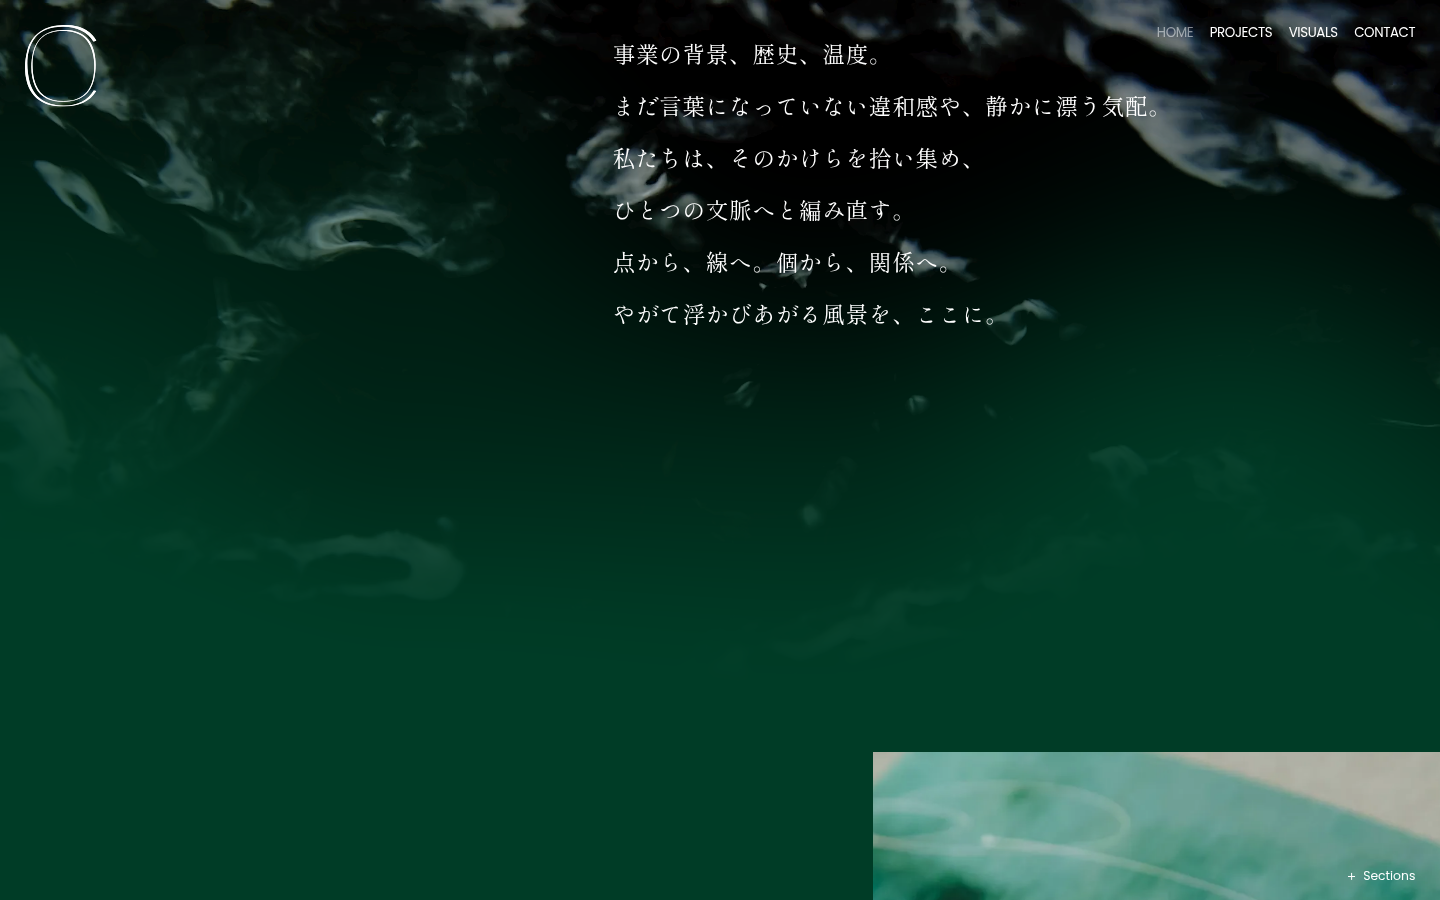 HOME PROJECTS VISUALS CONTACT
事業の背景、歴史、温度。
まだ言葉になっていない違和感や、静かに漂う気配。
私たちは、そのかけらを拾い集め、
ひとつの文脈へと編み直す。
点から、線へ。個から、関係へ。
やがて浮かびあがる風景を、ここに。
+ Sections